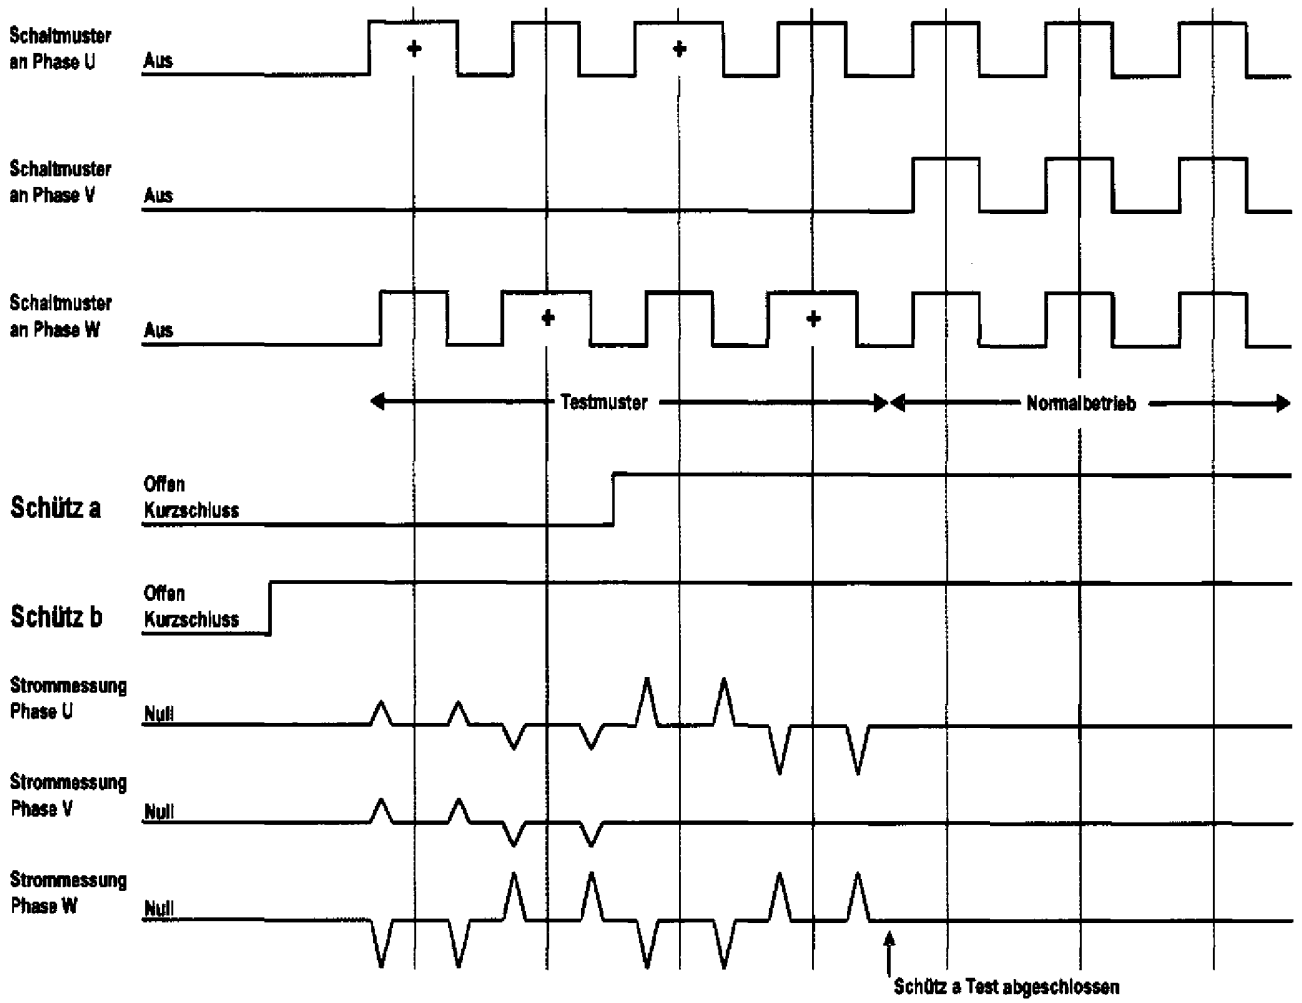 Schaltmuster
an Phase U
Aus
+
+
Schaltmuster
an Phase V
Aus
Schaltmuster
an Phase W
Aus
+
+
Testmuster
Normalbetrieb
Schütz a
Offen
Kurzschluss
Schütz b
Offen
Kurzschluss
Strommessung
Phase U
Null
Strommessung
Phase V
Null
Strommessung
Phase W
Null
Schütz a Test abgeschlossen